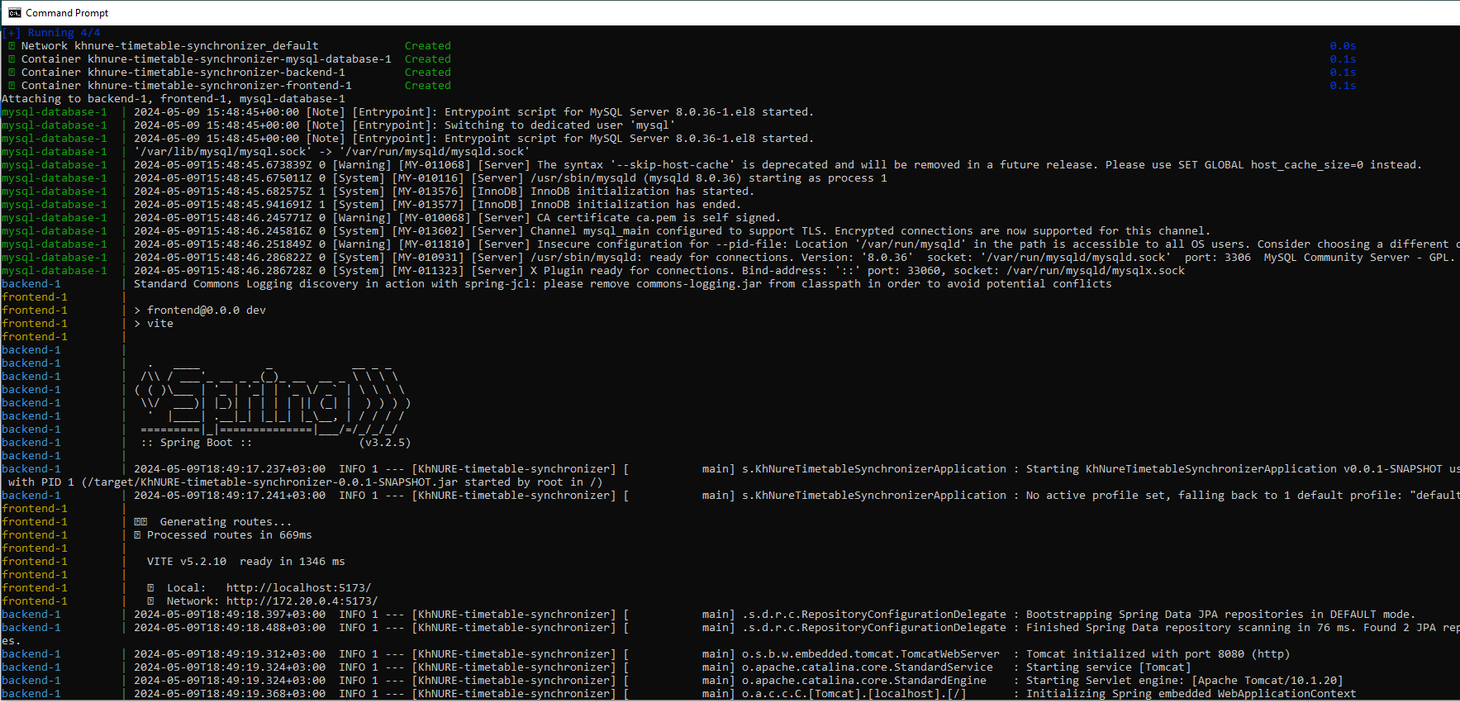 Command Prompt
[+] Running 4/4
Network khnure-timetable-synchronizer_default Created 0.0s
Container khnure-timetable-synchronizer-mysql-database-1 Created 0.1s
Container khnure-timetable-synchronizer-backend-1 Created 0.1s
Container khnure-timetable-synchronizer-frontend-1 Created 0.1s
Attaching to backend-1, frontend-1, mysql-database-1
mysql-database-1 | 2024-05-09 15:48:45+00:00 [Note] [Entrypoint]: Entrypoint script for MySQL Server 8.0.36-1.el8 started.
mysql-database-1 | 2024-05-09 15:48:45+00:00 [Note] [Entrypoint]: Switching to dedicated user 'mysql'
mysql-database-1 | 2024-05-09 15:48:45+00:00 [Note] [Entrypoint]: Entrypoint script for MySQL Server 8.0.36-1.el8 started.
mysql-database-1 | '/var/lib/mysql/mysql.sock' -> '/var/run/mysqld/mysqld.sock'
mysql-database-1 | 2024-05-09T15:48:45.673839Z 0 [Warning] [MY-011068] [Server] The syntax '--skip-host-cache' is deprecated and will be removed in a future release. Please use SET GLOBAL host_cache_size=0 instead.
mysql-database-1 | 2024-05-09T15:48:45.675011Z 0 [System] [MY-010116] [Server] /usr/sbin/mysqld (mysqld 8.0.36) starting as process 1
mysql-database-1 | 2024-05-09T15:48:45.682575Z 1 [System] [MY-013576] [InnoDB] InnoDB initialization has started.
mysql-database-1 | 2024-05-09T15:48:45.941691Z 1 [System] [MY-013577] [InnoDB] InnoDB initialization has ended.
mysql-database-1 | 2024-05-09T15:48:46.245771Z 0 [Warning] [MY-010068] [Server] CA certificate ca.pem is self signed.
mysql-database-1 | 2024-05-09T15:48:46.245816Z 0 [System] [MY-013602] [Server] Channel mysql_main configured to support TLS. Encrypted connections are now supported for this channel.
mysql-database-1 | 2024-05-09T15:48:46.251849Z 0 [Warning] [MY-011810] [Server] Insecure configuration for --pid-file: Location '/var/run/mysqld' in the path is accessible to all OS users. Consider choosing a different
mysql-database-1 | 2024-05-09T15:48:46.286822Z 0 [System] [MY-010931] [Server] /usr/sbin/mysqld: ready for connections. Version: '8.0.36' socket: '/var/run/mysqld/mysqld.sock' port: 3306 MySQL Community Server - GPL.
mysql-database-1 | 2024-05-09T15:48:46.286728Z 0 [System] [MY-011323] [Server] X Plugin ready for connections. Bind-address: '::' port: 33060, socket: /var/run/mysqld/mysqlx.sock
backend-1 | Standard Commons Logging discovery in action with spring-jcl: please remove commons-logging.jar from classpath in order to avoid potential conflicts
frontend-1 |
frontend-1 | > frontend@0.0.0 dev
frontend-1 | > vite
frontend-1 |
backend-1 |
backend-1 |   .   ____          _            __ _ _
backend-1 |  /\\ / ___'_ __ _ _(_)_ __  __ _ \ \ \ \
backend-1 | ( ( )\___ | '_ | '_| | '_ \/ _` | \ \ \ \
backend-1 |  \\/  ___)| |_)| | | | | || (_| |  ) ) ) )
backend-1 |   '  |____| .__|_| |_|_| |_\__, | / / / /
backend-1 |  =========|_|==============|___/=/_/_/_/
backend-1 | :: Spring Boot :: (v3.2.5)
backend-1 |
backend-1 | 2024-05-09T18:49:17.237+03:00 INFO 1 --- [KhNURE-timetable-synchronizer] [ main] s.KhNureTimetableSynchronizerApplication : Starting KhNureTimetableSynchronizerApplication v0.0.1-SNAPSHOT us
with PID 1 (/target/KhNURE-timetable-synchronizer-0.0.1-SNAPSHOT.jar started by root in /)
backend-1 | 2024-05-09T18:49:17.241+03:00 INFO 1 --- [KhNURE-timetable-synchronizer] [ main] s.KhNureTimetableSynchronizerApplication : No active profile set, falling back to 1 default profile: "default
frontend-1 |
frontend-1 | Generating routes...
frontend-1 | Processed routes in 669ms
frontend-1 |
frontend-1 | VITE v5.2.10 ready in 1346 ms
frontend-1 |
frontend-1 | Local: http://localhost:5173/
frontend-1 | Network: http://172.20.0.4:5173/
backend-1 | 2024-05-09T18:49:18.397+03:00 INFO 1 --- [KhNURE-timetable-synchronizer] [ main] .s.d.r.c.RepositoryConfigurationDelegate : Bootstrapping Spring Data JPA repositories in DEFAULT mode.
backend-1 | 2024-05-09T18:49:18.488+03:00 INFO 1 --- [KhNURE-timetable-synchronizer] [ main] .s.d.r.c.RepositoryConfigurationDelegate : Finished Spring Data repository scanning in 76 ms. Found 2 JPA rep
es.
backend-1 | 2024-05-09T18:49:19.312+03:00 INFO 1 --- [KhNURE-timetable-synchronizer] [ main] o.s.b.w.embedded.tomcat.TomcatWebServer : Tomcat initialized with port 8080 (http)
backend-1 | 2024-05-09T18:49:19.324+03:00 INFO 1 --- [KhNURE-timetable-synchronizer] [ main] o.apache.catalina.core.StandardService : Starting service [Tomcat]
backend-1 | 2024-05-09T18:49:19.324+03:00 INFO 1 --- [KhNURE-timetable-synchronizer] [ main] o.apache.catalina.core.StandardEngine : Starting Servlet engine: [Apache Tomcat/10.1.20]
backend-1 | 2024-05-09T18:49:19.368+03:00 INFO 1 --- [KhNURE-timetable-synchronizer] [ main] o.a.c.c.C.[Tomcat].[localhost].[/] : Initializing Spring embedded WebApplicationContext